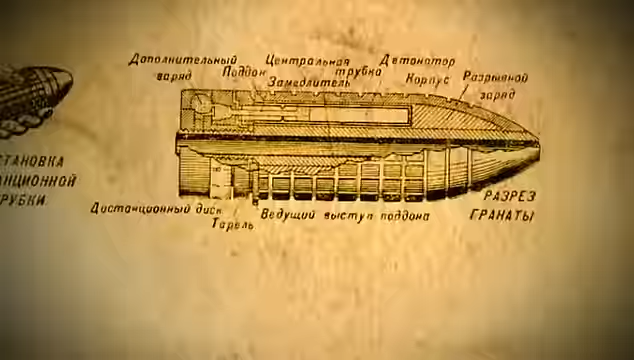 Дополнительный
заряд
Поддон
Центральная
трубка
Замедлитель
Детонатор
Корпус
Разрывной
заряд
СТАНОВКА
АНЦИОННОЙ
РУБКИ
Дистанционный диск
Тарель
Ведущий выступ поддона
РАЗРЕЗ
ГРАНАТЫ